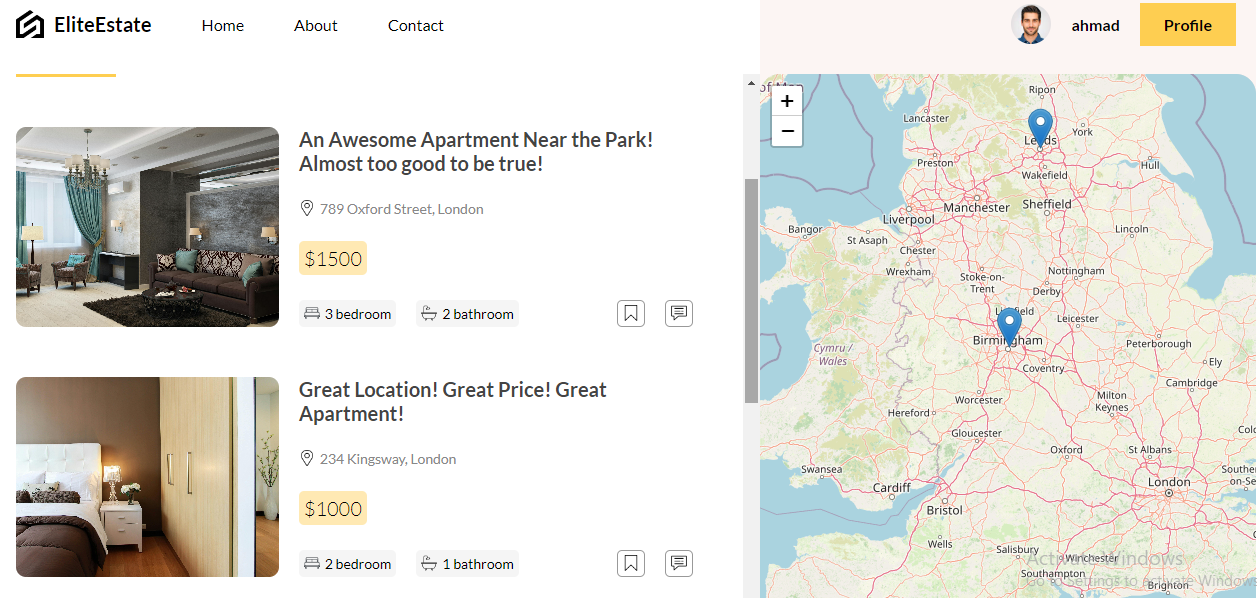 EliteEstate
Home
About
Contact
ahmad
Profile
An Awesome Apartment Near the Park!
Almost too good to be true!
789 Oxford Street, London
$1500
3 bedroom
2 bathroom
Great Location! Great Price! Great
Apartment!
234 Kingsway, London
$1000
2 bedroom
1 bathroom
+
−
Ripon
Lancaster
York
Leeds
Preston
Hull
Wakefield
Manchester
Sheffield
Liverpool
Bangor
Lincoln
St Asaph
Chester
Wrexham
Stoke-on-
Trent
Nottingham
Derby
Leicester
Birmingham
Cymru /
Wales
Peterborough
Ely
Coventry
Cambridge
Worcester
Milton
Keynes
Hereford
Gloucester
Oxford
St Albans
Swansea
Cardiff
London
Bristol
Wells
Salisbury
Winchester
Southampton
Brighton
Activate Windows
Go to Settings to activate Windows